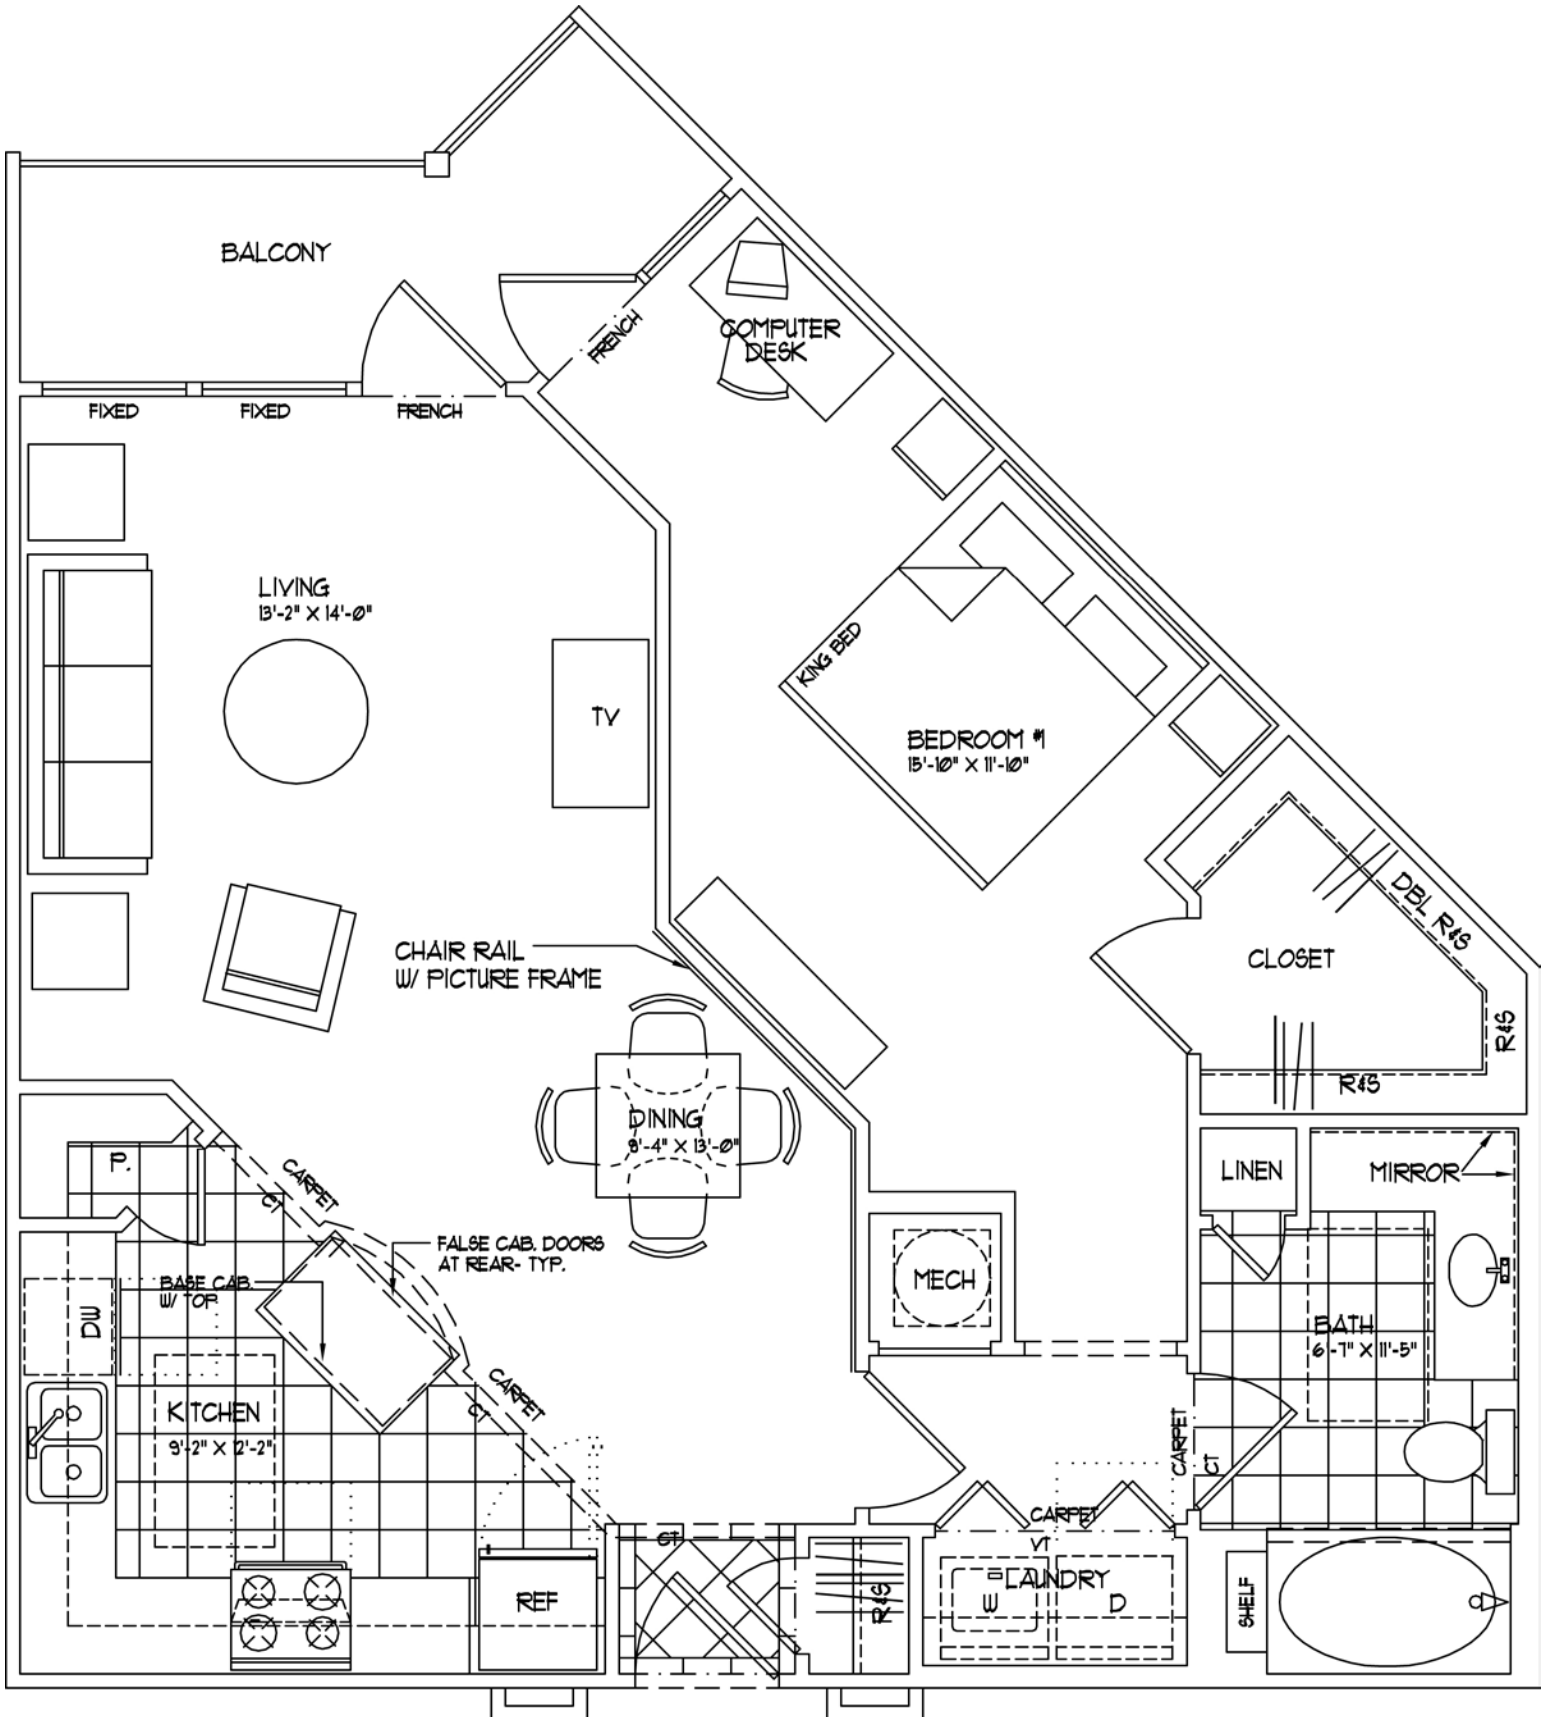 BALCONY
FRENCH
COMPUTER
DESK
FIXED
FIXED
FRENCH
LIVING
13'-2" X 14'-0"
KING BED
TV
BEDROOM #1
15'-10" X 11'-10"
DBL R&S
CHAIR RAIL
W/ PICTURE FRAME
CLOSET
R&S
R&S
DINING
8'-4" X 13'-0"
P.
CARPET
CT
LINEN
MIRROR
FALSE CAB. DOORS
AT REAR- TYP.
BASE CAB.
W/ TOP
MECH
DW
BATH
6'-7" X 11'-5"
KITCHEN
9'-2" X 12'-2"
CARPET
CT
CARPET
CT
CARPET
VT
CT
LAUNDRY
W
D
REF
R&S
SHELF